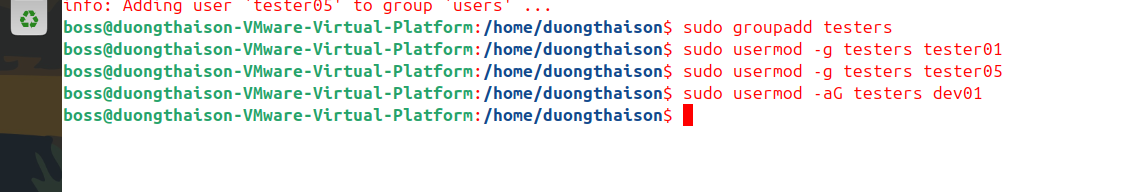 info: Adding user `tester05' to group `users' ...
boss@duongthaison-VMware-Virtual-Platform:/home/duongthaison$ sudo groupadd testers
boss@duongthaison-VMware-Virtual-Platform:/home/duongthaison$ sudo usermod -g testers tester01
boss@duongthaison-VMware-Virtual-Platform:/home/duongthaison$ sudo usermod -g testers tester05
boss@duongthaison-VMware-Virtual-Platform:/home/duongthaison$ sudo usermod -aG testers dev01
boss@duongthaison-VMware-Virtual-Platform:/home/duongthaison$